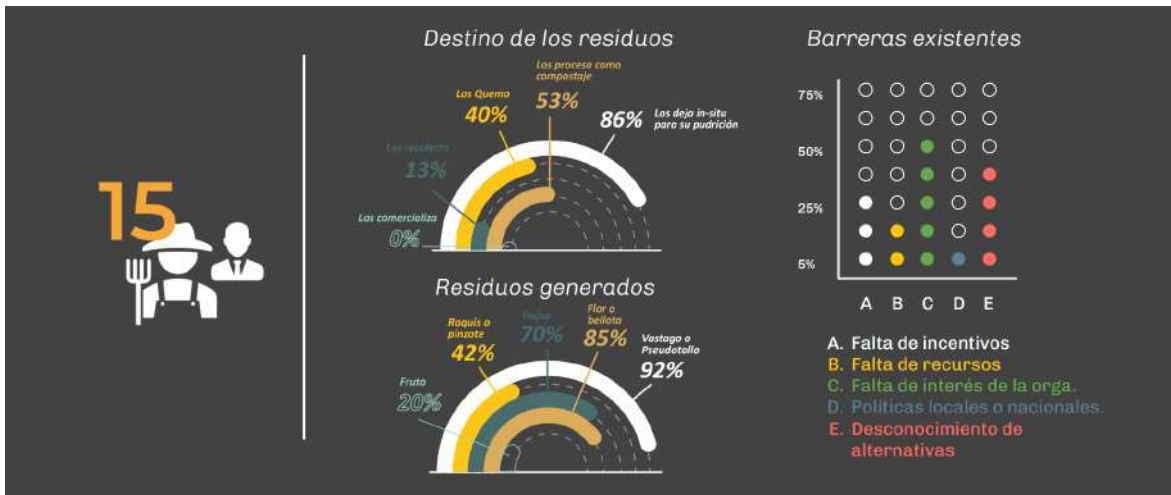 15
Destino de los residuos
Los procesa como
compostaje
53%
Los Quema
40%
86%
Los deja in-situ
para su pudrición
Los recolecta
13%
Los comercializa
0%
Residuos generados
Raquis o
pinzote
42%
Hojas
70%
Flor o
bellota
85%
Vastago o
Pseudotallo
92%
Fruto
20%
Barreras existentes
75%
50%
25%
5%
A B C D E
A. Falta de incentivos
B. Falta de recursos
C. Falta de interés de la orga.
D. Políticas locales o nacionales.
E. Desconocimiento de
alternativas